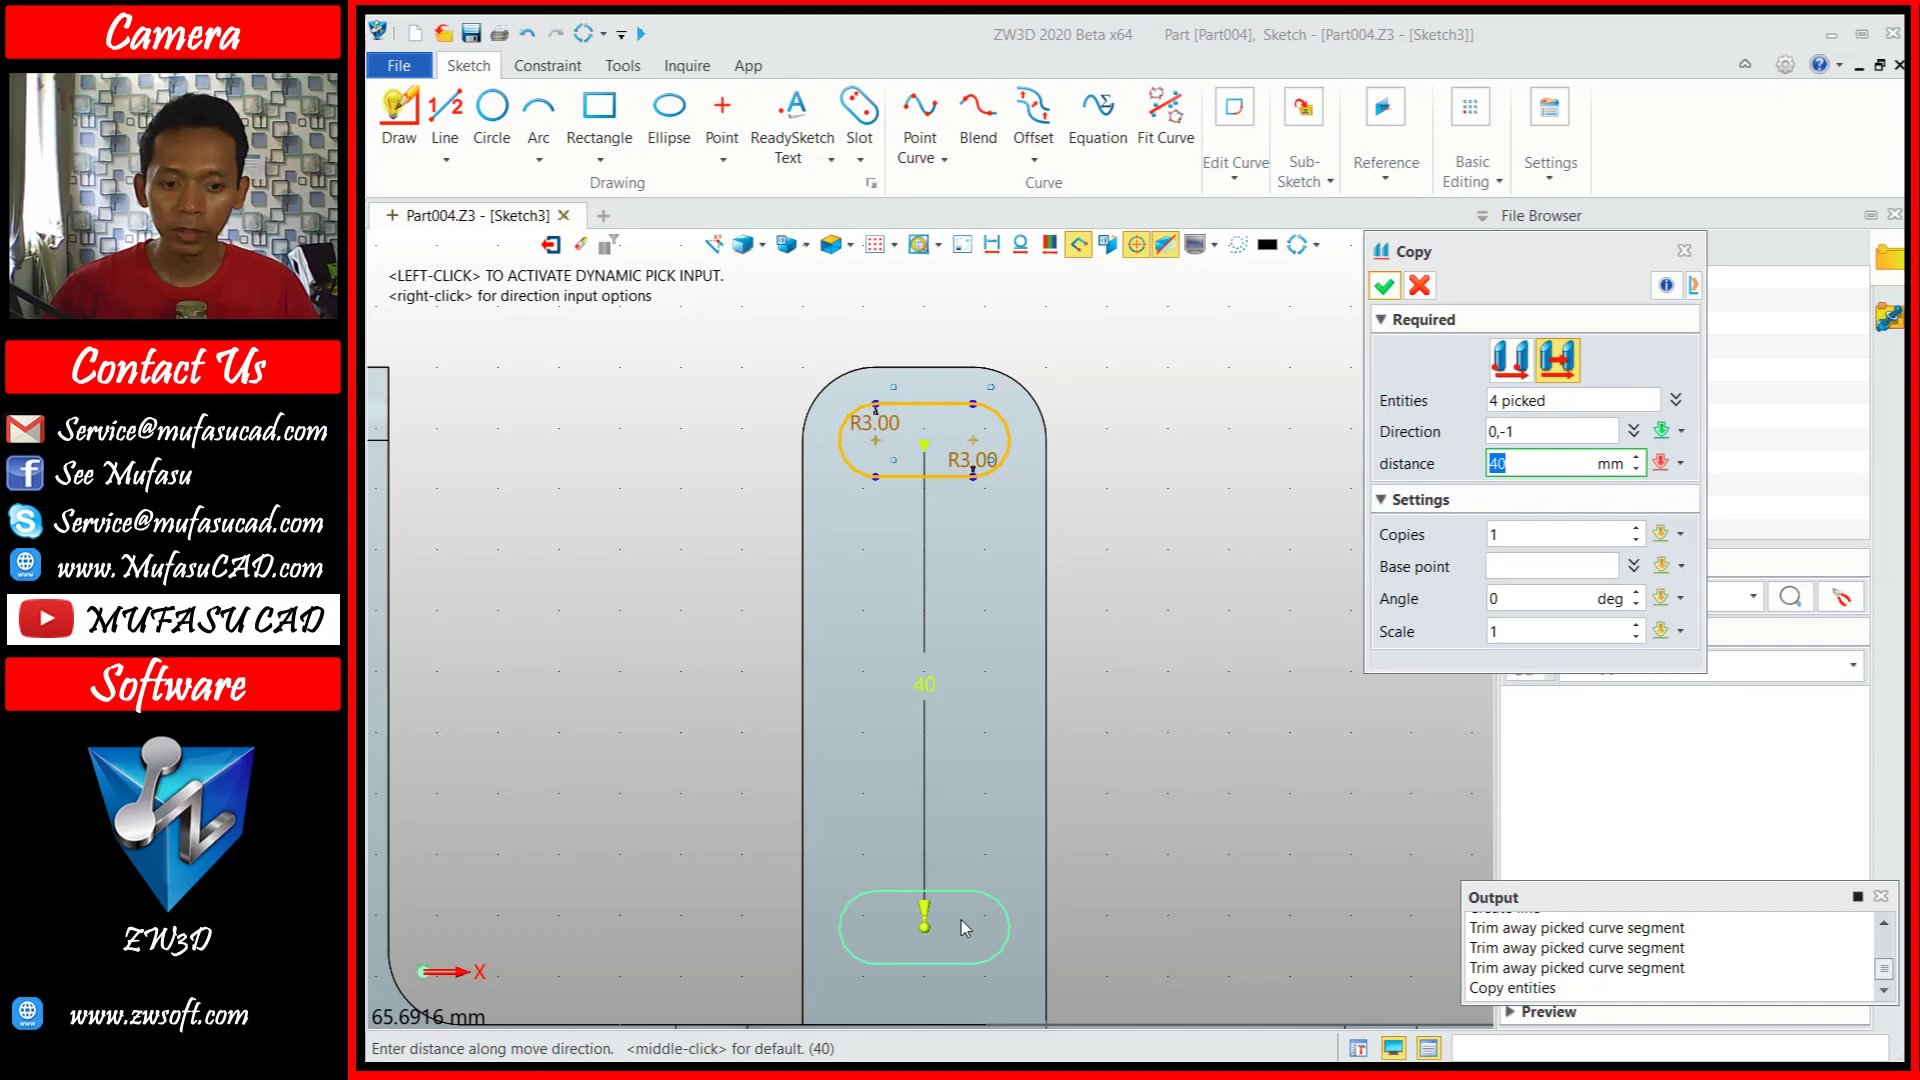 Camera
Contact Us
Service@mufasucad.com
See Mufasu
Service@mufasucad.com
www.MufasuCAD.com
MUFASU CAD
Software
ZW3D
www.zwsoft.com
ZW3D 2020 Beta x64 Part [Part004], Sketch - [Part004.Z3 - [Sketch3]]
File Sketch Constraint Tools Inquire App
Draw Line Circle Arc Rectangle Ellipse Point ReadySketch Text Slot
Drawing
Point Curve Blend Offset Equation Fit Curve
Curve
Edit Curve
Sub-Sketch
Reference
Basic Editing
Settings
Part004.Z3 - [Sketch3]
File Browser
<LEFT-CLICK> TO ACTIVATE DYNAMIC PICK INPUT.
<right-click> for direction input options
R3.00
R3.00
40
X
65.6916 mm
Copy
Required
Entities 4 picked
Direction 0,-1
distance 40 mm
Settings
Copies 1
Base point
Angle 0 deg
Scale 1
Output
Trim away picked curve segment
Trim away picked curve segment
Trim away picked curve segment
Copy entities
Preview
Enter distance along move direction. <middle-click> for default. (40)